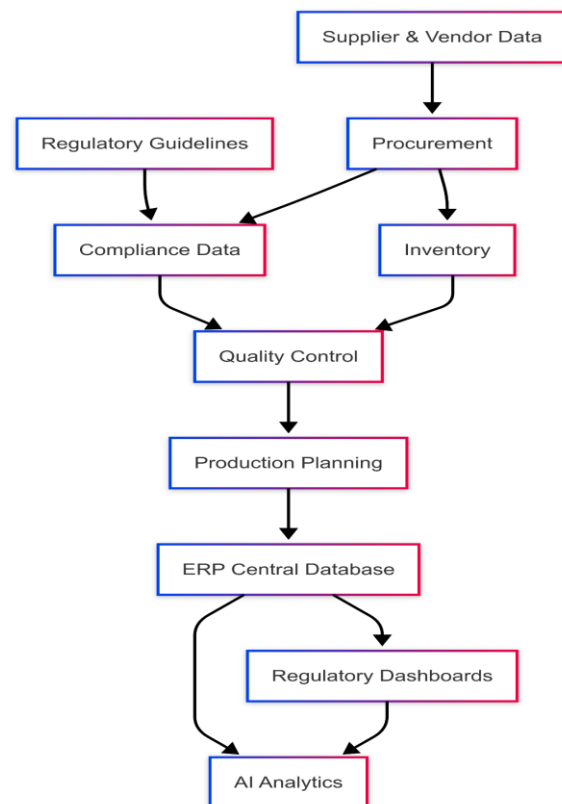 Supplier & Vendor Data
Regulatory Guidelines
Procurement
Compliance Data
Inventory
Quality Control
Production Planning
ERP Central Database
Regulatory Dashboards
AI Analytics